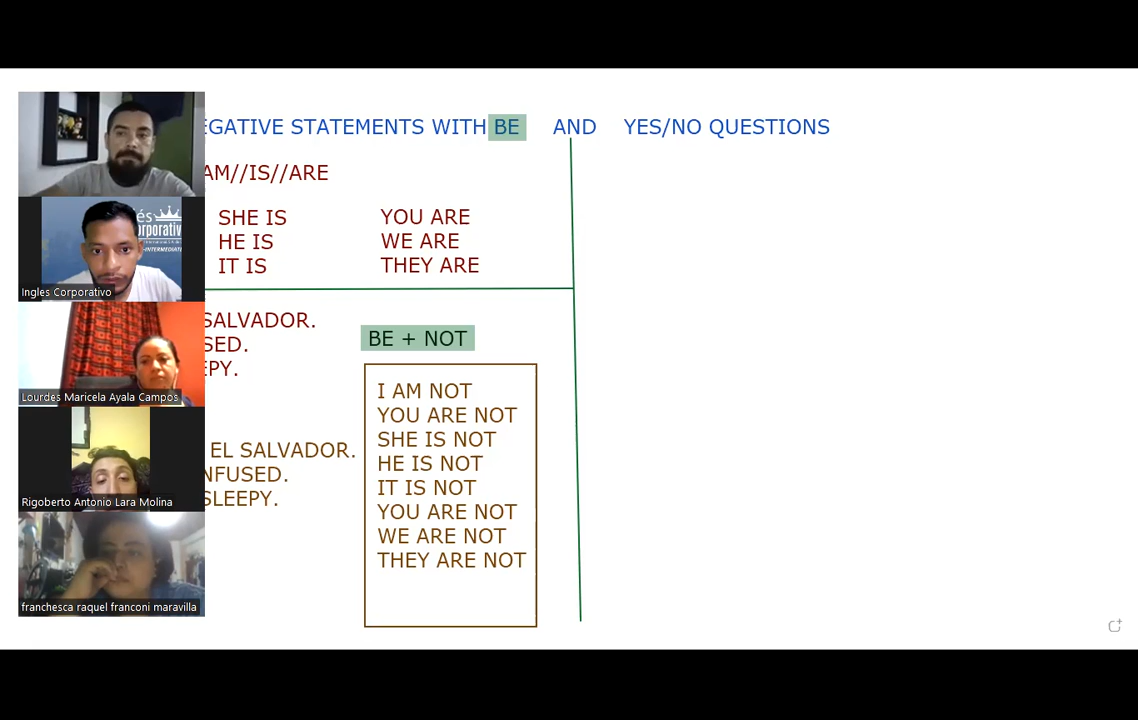 EGATIVE STATEMENTS WITH BE AND YES/NO QUESTIONS
AM//IS//ARE
SHE IS
HE IS
IT IS
YOU ARE
WE ARE
THEY ARE
SALVADOR.
SED.
EPY.
BE + NOT
I AM NOT
YOU ARE NOT
SHE IS NOT
HE IS NOT
IT IS NOT
YOU ARE NOT
WE ARE NOT
THEY ARE NOT
EL SALVADOR.
NFUSED.
SLEEPY.
és
orporativ
-INTERMEDIAT
Ingles Corporativo
Lourdes Maricela Ayala Campos
Rigoberto Antonio Lara Molina
franchesca raquel franconi maravilla